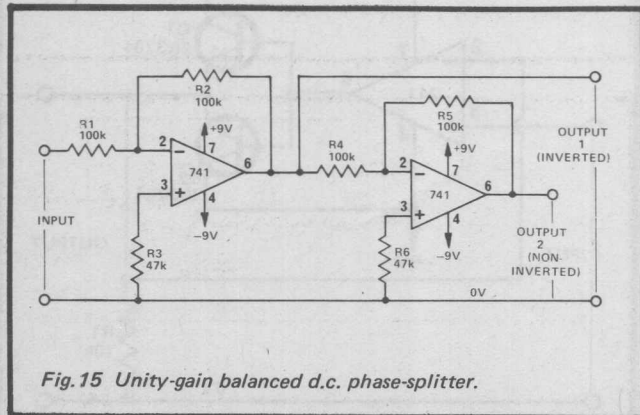 R2
100k
R1
100k
+9V
2
7
741
6
3
4
-9V
R3
47k
INPUT
R4
100k
R5
100k
+9V
2
7
741
6
3
4
-9V
R6
47k
0V
OUTPUT
1
(INVERTED)
OUTPUT
2
(NON-
INVERTED)
Fig.15 Unity-gain balanced d.c. phase-splitter.